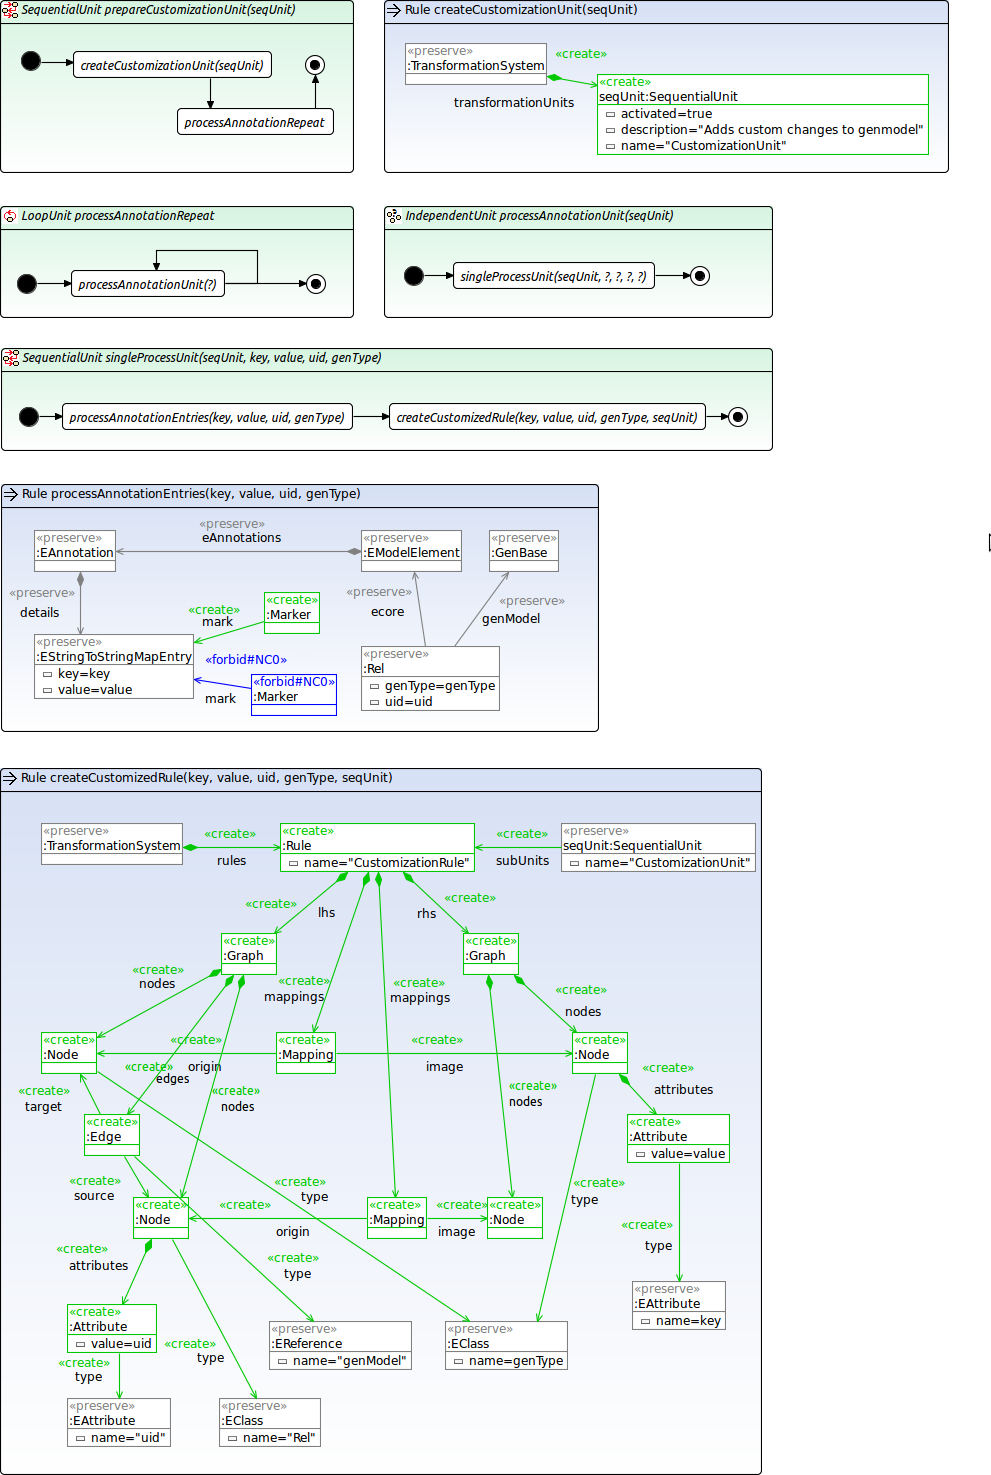 SequentialUnit prepareCustomizationUnit(seqUnit)
createCustomizationUnit(seqUnit)
processAnnotationRepeat
Rule createCustomizationUnit(seqUnit)
«preserve»
:TransformationSystem
«create»
transformationUnits
«create»
seqUnit:SequentialUnit
activated=true
description="Adds custom changes to genmodel"
name="CustomizationUnit"
LoopUnit processAnnotationRepeat
processAnnotationUnit(?)
IndependentUnit processAnnotationUnit(seqUnit)
singleProcessUnit(seqUnit, ?, ?, ?, ?)
SequentialUnit singleProcessUnit(seqUnit, key, value, uid, genType)
processAnnotationEntries(key, value, uid, genType)
createCustomizedRule(key, value, uid, genType, seqUnit)
Rule processAnnotationEntries(key, value, uid, genType)
«preserve»
:EAnnotation
«preserve»
eAnnotations
«preserve»
:EModelElement
«preserve»
:GenBase
«preserve»
details
«create»
mark
«create»
:Marker
«preserve»
ecore
«preserve»
genModel
«preserve»
:EStringToStringMapEntry
key=key
value=value
«forbid#NC0»
mark
«forbid#NC0»
:Marker
«preserve»
:Rel
genType=genType
uid=uid
Rule createCustomizedRule(key, value, uid, genType, seqUnit)
«preserve»
:TransformationSystem
«create»
rules
«create»
:Rule
name="CustomizationRule"
«create»
subUnits
«preserve»
seqUnit:SequentialUnit
name="CustomizationUnit"
«create»
lhs
«create»
rhs
«create»
:Graph
«create»
:Graph
«create»
nodes
«create»
mappings
«create»
mappings
«create»
nodes
«create»
:Node
«create»
origin
«create»
:Mapping
«create»
image
«create»
:Node
«create»
edges
«create»
target
«create»
nodes
«create»
nodes
«create»
attributes
«create»
:Edge
«create»
:Attribute
value=value
«create»
source
«create»
type
«create»
type
«create»
:Node
«create»
origin
«create»
:Mapping
«create»
image
«create»
:Node
«create»
type
«create»
attributes
«create»
type
«preserve»
:EAttribute
name=key
«create»
:Attribute
value=uid
«preserve»
:EReference
name="genModel"
«preserve»
:EClass
name=genType
«create»
type
«create»
type
«preserve»
:EAttribute
name="uid"
«preserve»
:EClass
name="Rel"